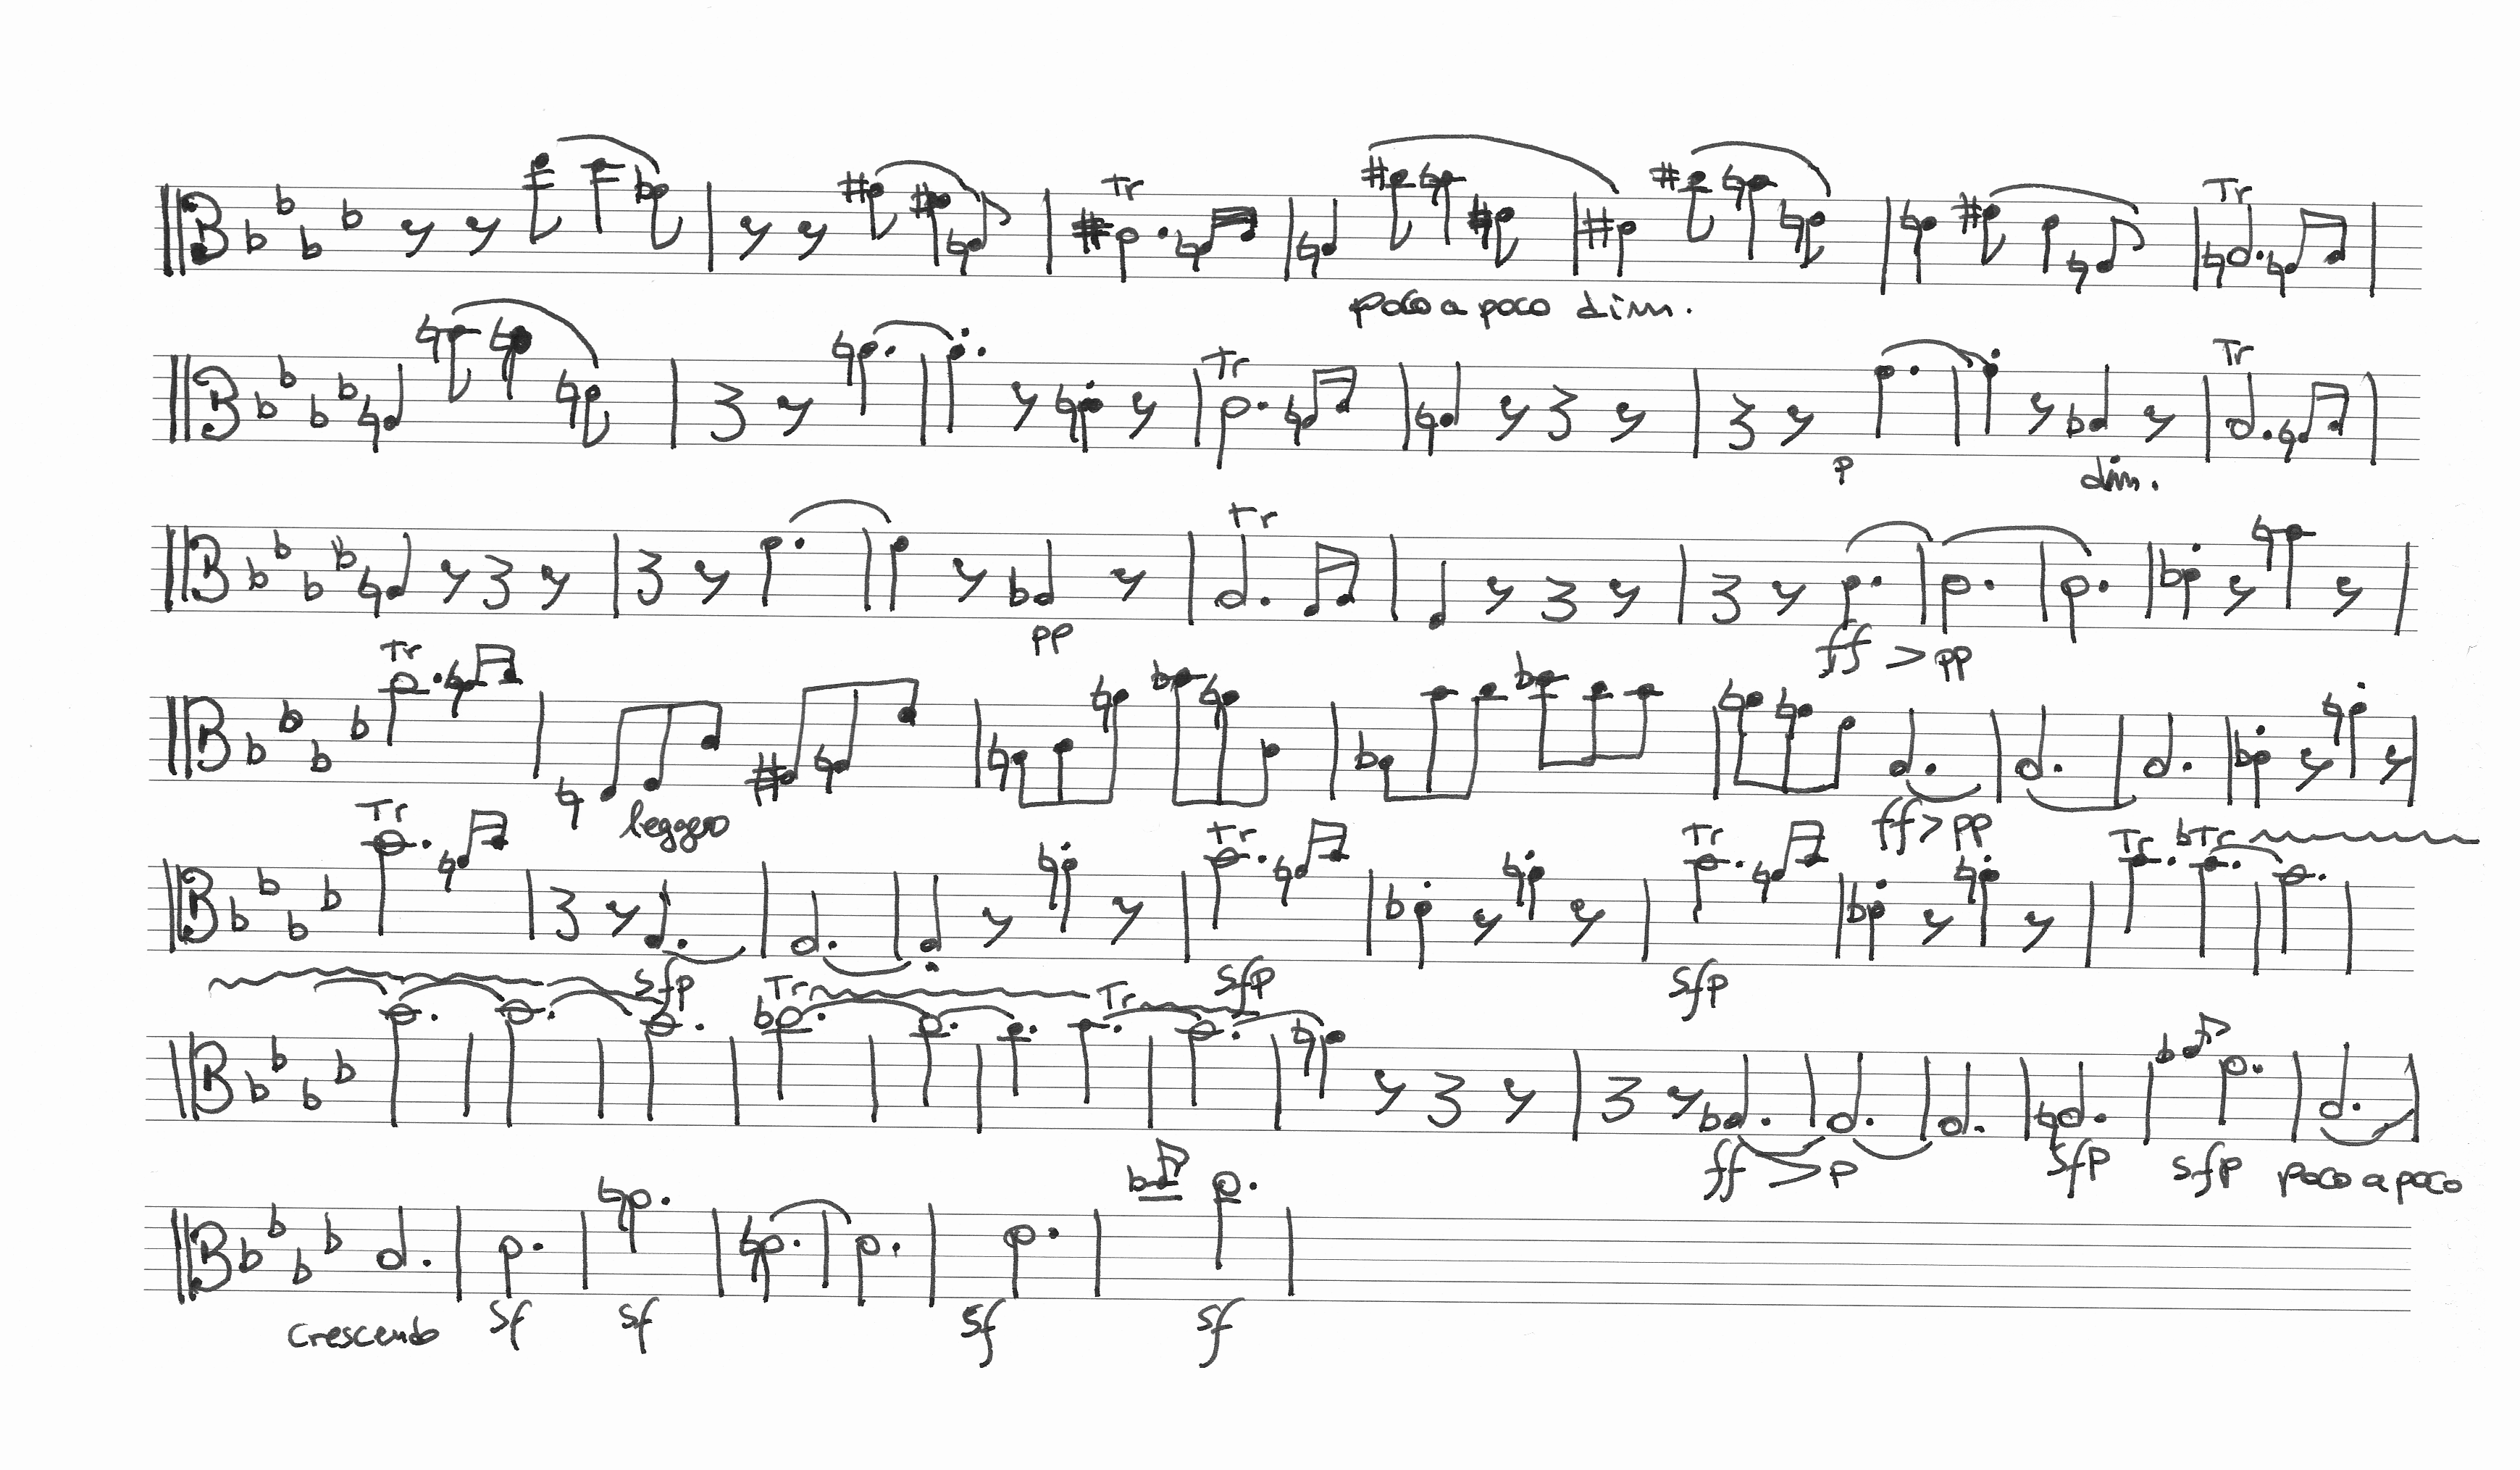 Tr
poco a poco dim. Tr
Tr Tr
p dim.
Tr
pp ff > pp
Tr
leggero ff > pp
Tr Tr Tr Tr bTr
sfp sfp sfp
Tr Tr
ff > p sfp sfp poco a poco
crescendo sf sf sf sf